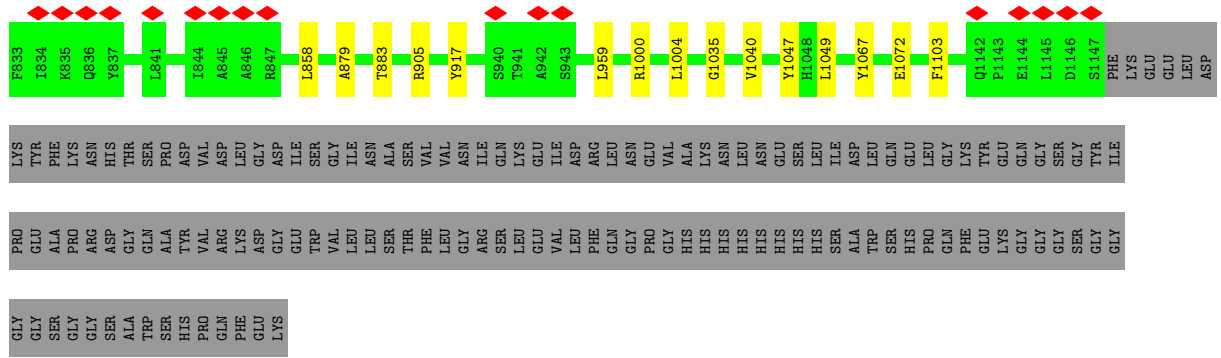 F833 I834 K835 Q836 Y837 L841 I844 A845 A846 R847 L858 A879 T883 R905 Y917 S940 T941 A942 S943 L959 R1000 L1004 G1035 V1040 Y1047 H1048 L1049 Y1067 E1072 F1103 Q1142 P1143 E1144 L1145 D1146 S1147 PHE LYS GLU GLU LEU ASP
LYS TYR PHE LYS ASN HIS THR SER PRO ASP VAL ASP LEU GLY ASP ILE SER GLY ILE ASN ALA SER VAL VAL ASN ILE GLN LYS GLU ILE ASP ARG LEU ASN GLU VAL ALA LYS ASN LEU ASN GLU SER LEU ILE ASP LEU GLN GLU LEU GLY LYS TYR GLU GLN GLY SER GLY TYR ILE
PRO GLU ALA PRO ARG ASP GLY GLN ALA TYR VAL ARG LYS ASP GLY GLU TRP VAL LEU LEU SER THR PHE LEU GLY ARG SER LEU GLU VAL LEU PHE GLN GLY PRO GLY HIS HIS HIS HIS HIS HIS HIS HIS SER ALA TRP SER HIS PRO GLN PHE GLU LYS GLY GLY GLY SER GLY GLY
GLY GLY SER GLY GLY SER ALA TRP SER HIS PRO GLN PHE GLU LYS